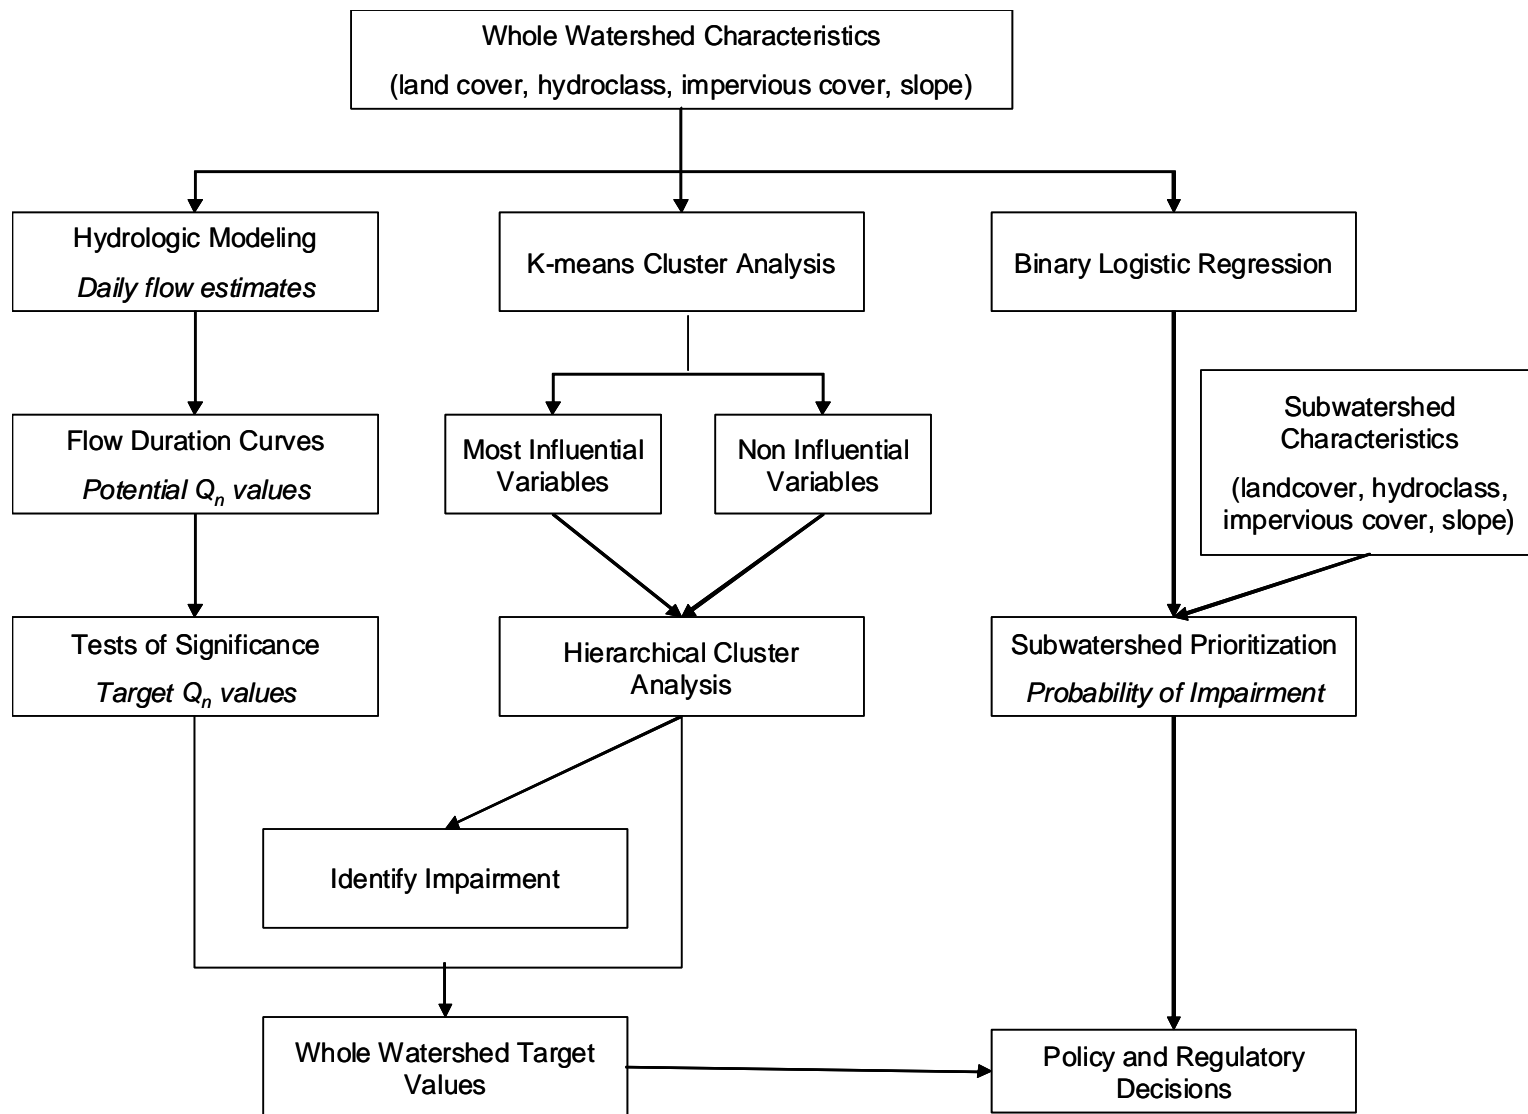 Whole Watershed Characteristics
(land cover, hydroclass, impervious cover, slope)
Hydrologic Modeling
Daily flow estimates
K-means Cluster Analysis
Binary Logistic Regression
Flow Duration Curves
Potential Qn values
Most Influential
Variables
Non Influential
Variables
Subwatershed
Characteristics
(landcover, hydroclass,
impervious cover, slope)
Tests of Significance
Target Qn values
Hierarchical Cluster
Analysis
Subwatershed Prioritization
Probability of Impairment
Identify Impairment
Whole Watershed Target
Values
Policy and Regulatory
Decisions